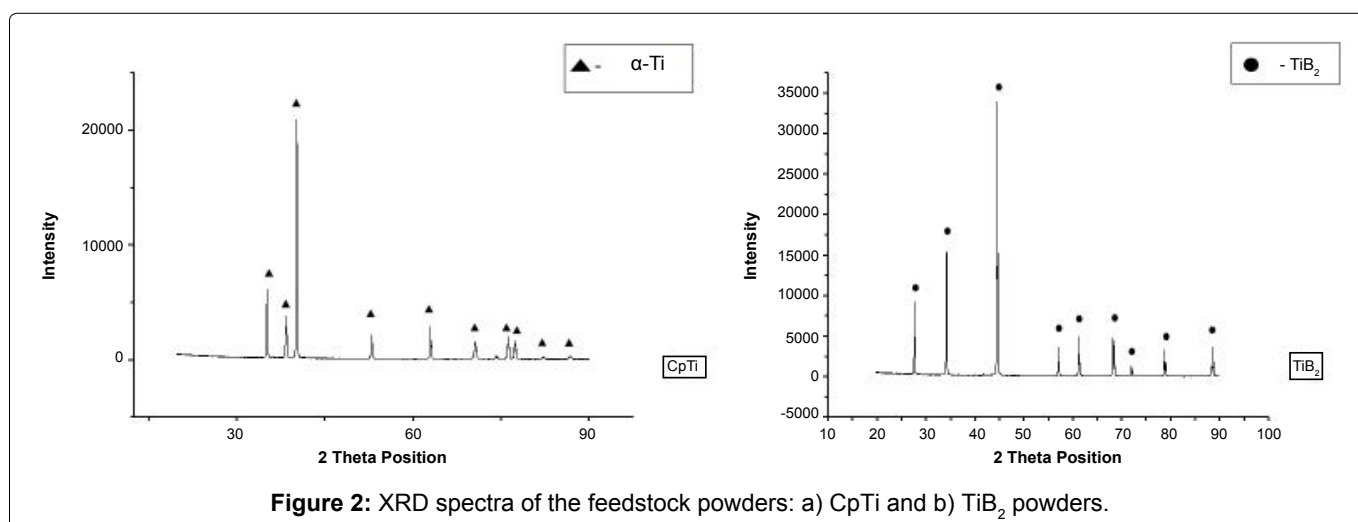 ▲ - α-Ti
Intensity
20000
10000
0
30
60
90
2 Theta Position
CpTi
● - TiB₂
Intensity
35000
30000
25000
20000
15000
10000
5000
0
-5000
10
20
30
40
50
60
70
80
90
100
2 Theta Position
TiB₂
Figure 2: XRD spectra of the feedstock powders: a) CpTi and b) TiB₂ powders.